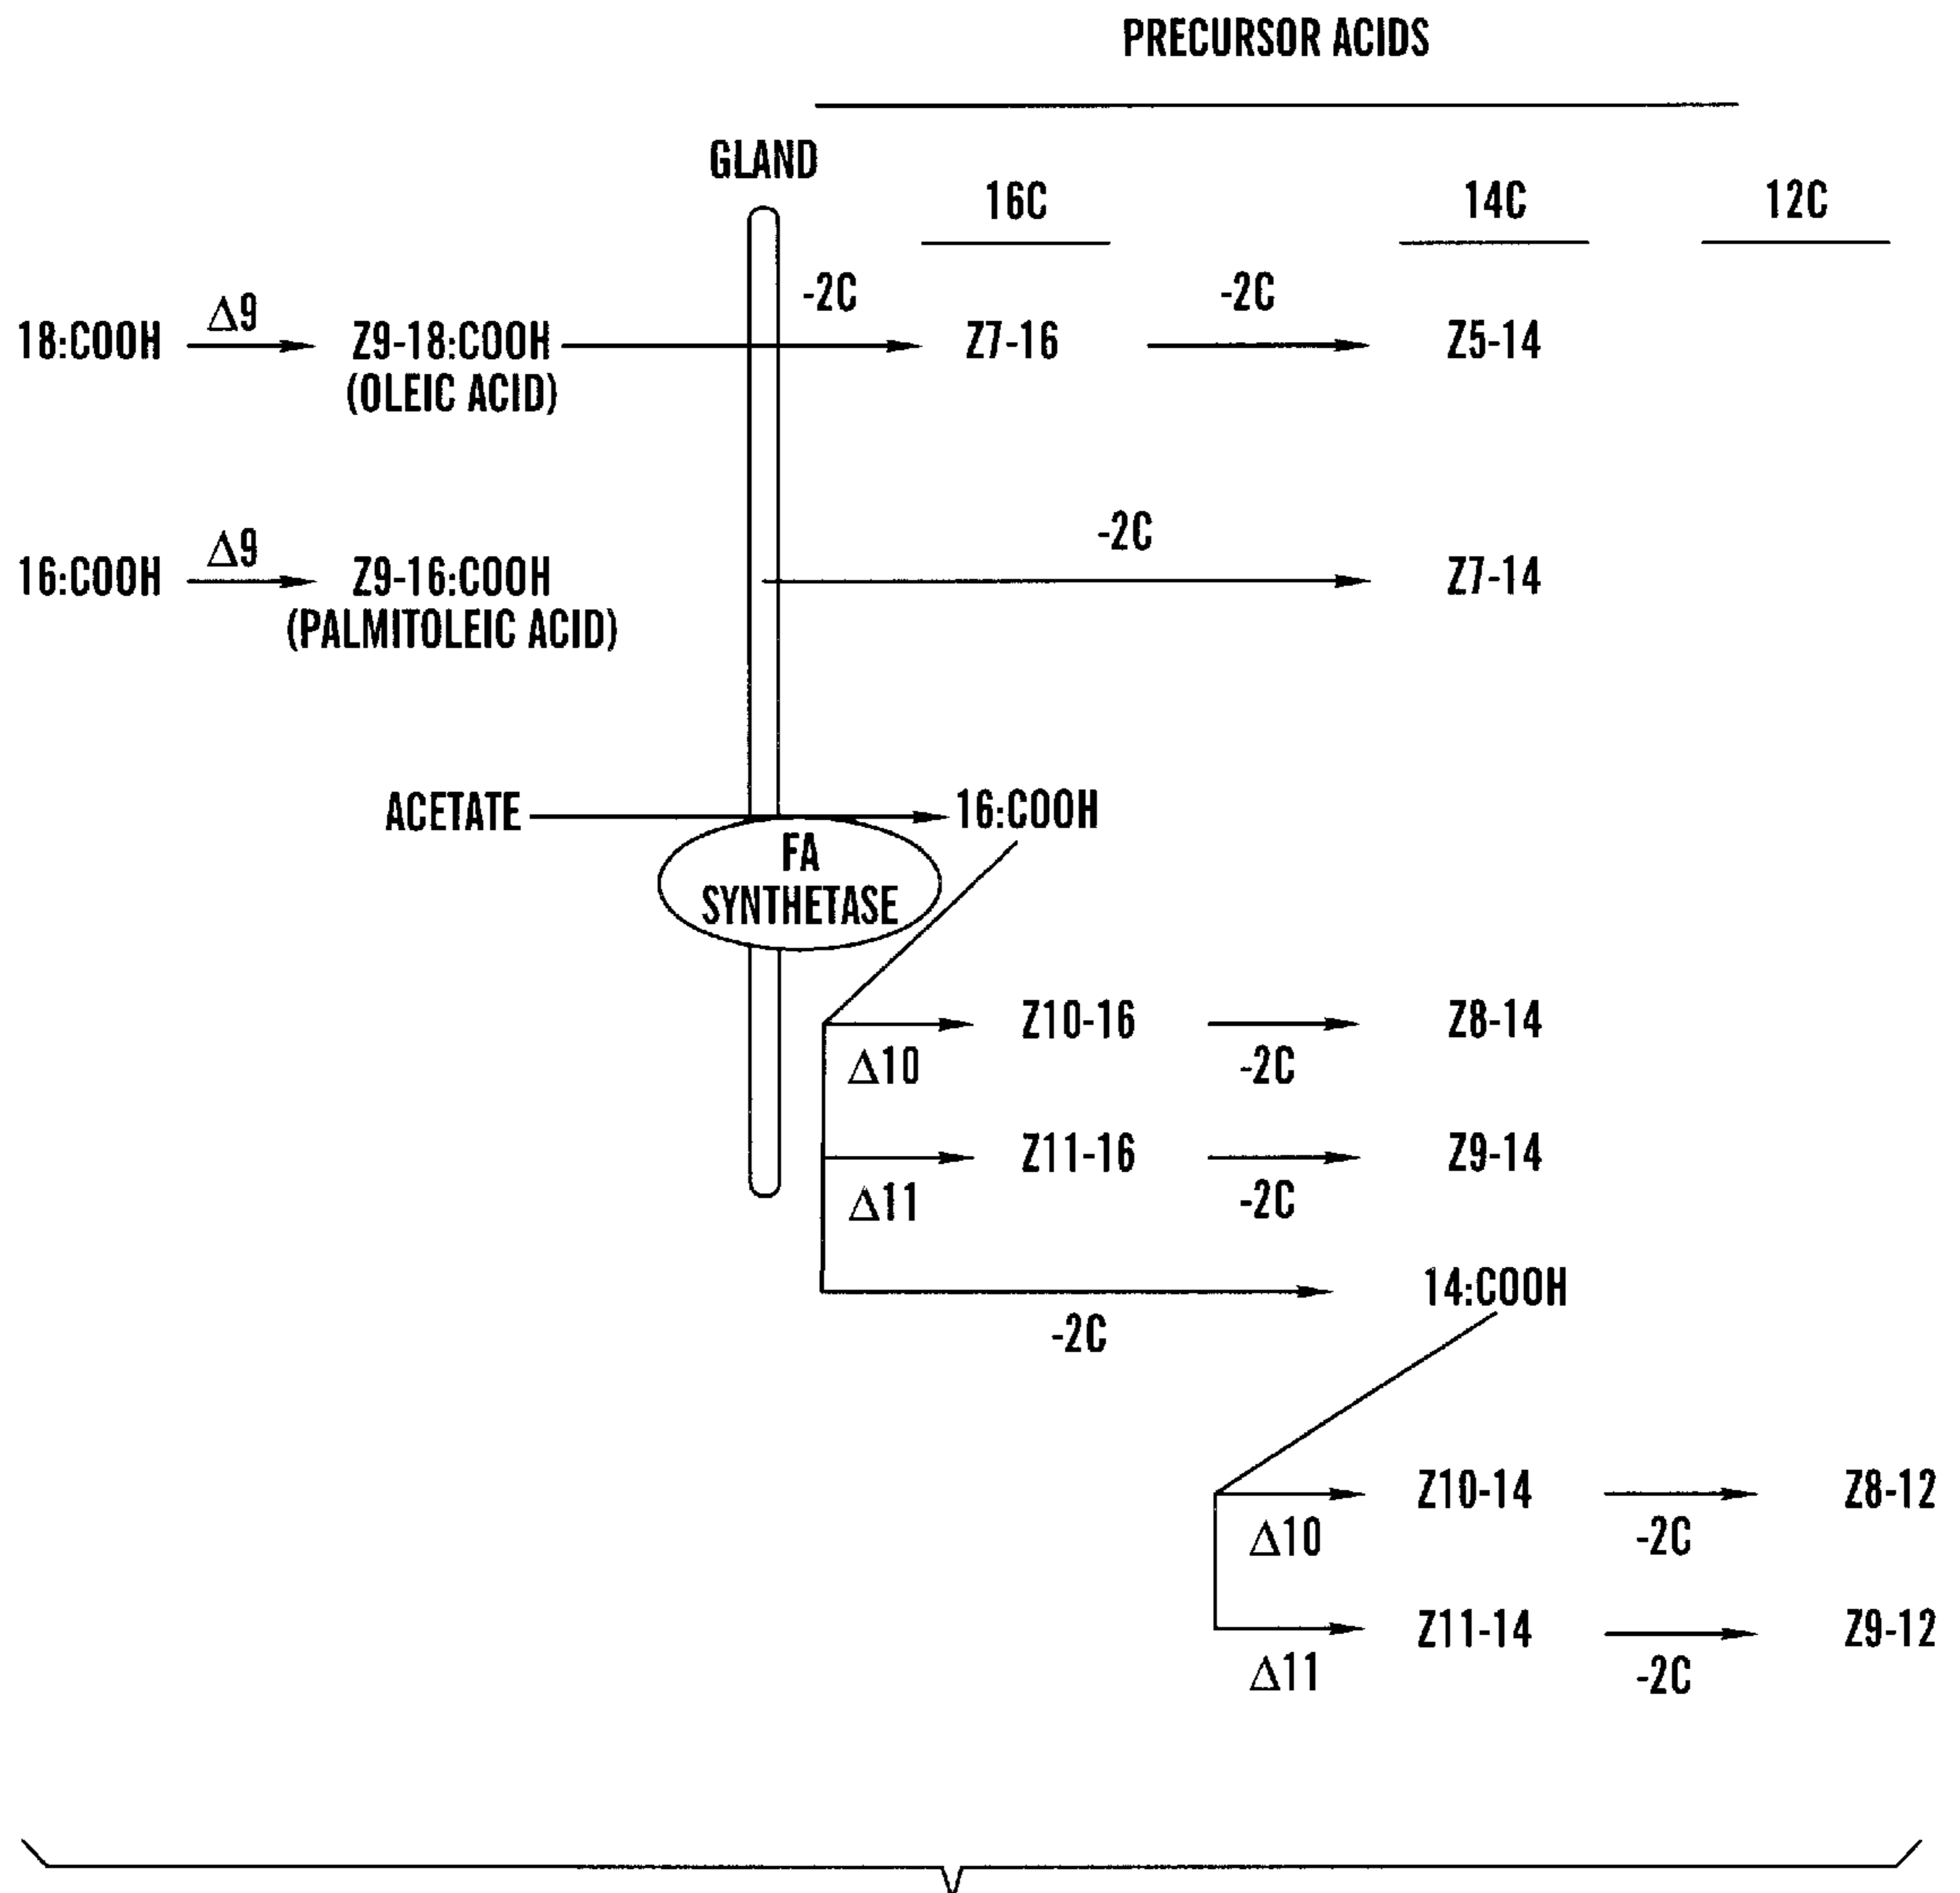 PRECURSOR ACIDS
GLAND
16C
14C
12C
-2C
-2C
Δ9
18:COOH
Z9-18:COOH
(OLEIC ACID)
Z7-16
Z5-14
-2C
Δ9
16:COOH
Z9-16:COOH
(PALMITOLEIC ACID)
Z7-14
ACETATE
16:COOH
FA
SYNTHETASE
Z10-16
Z8-14
Δ10
-2C
Z11-16
Z9-14
Δ11
-2C
14:COOH
-2C
Z10-14
Z8-12
Δ10
-2C
Z11-14
Z9-12
Δ11
-2C